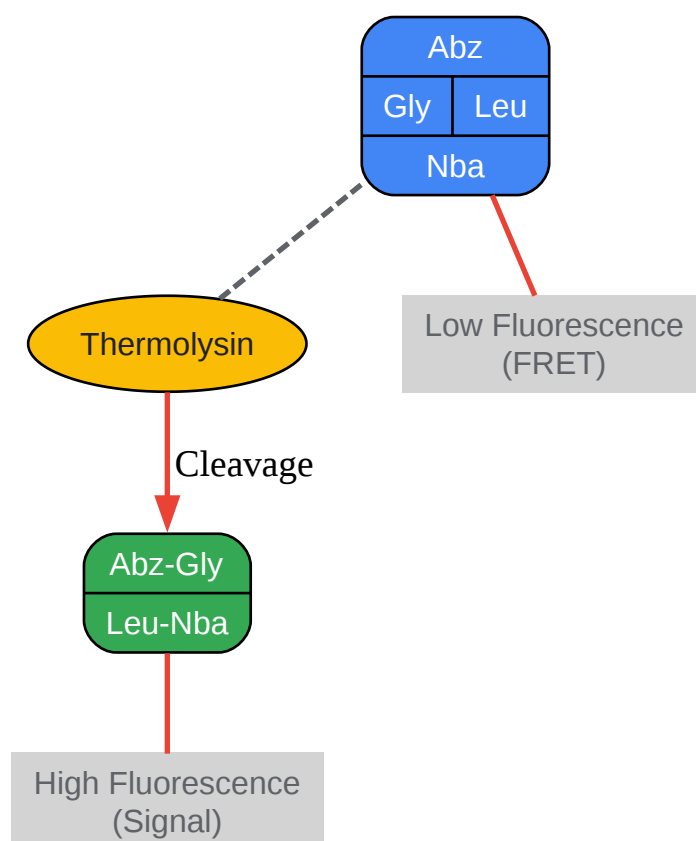 Abz
Gly Leu
Nba
Low Fluorescence
(FRET)
Thermolysin
Cleavage
Abz-Gly
Leu-Nba
High Fluorescence
(Signal)